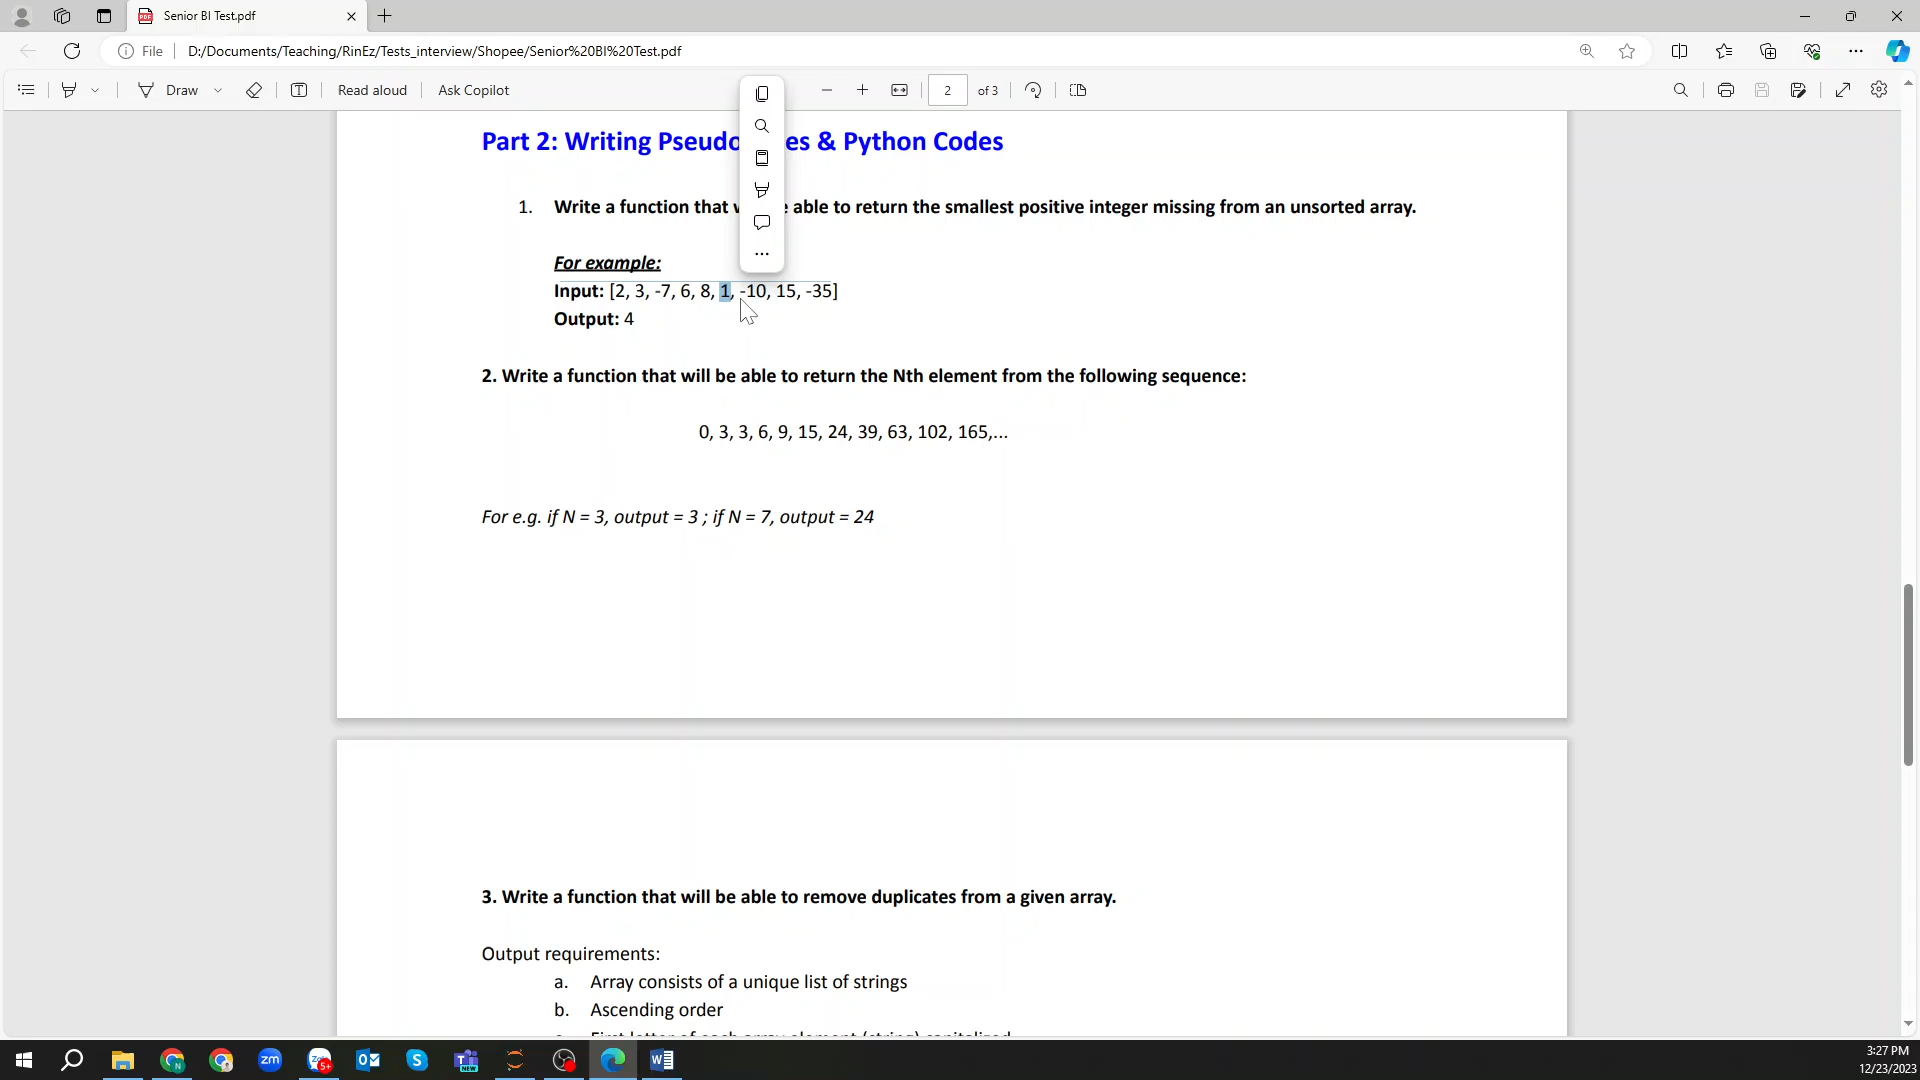 Senior BI Test.pdf
File
D:/Documents/Teaching/RinEz/Tests_interview/Shopee/Senior%20BI%20Test.pdf
Draw
Read aloud
Ask Copilot
2
of 3
Part 2: Writing Pseudo es & Python Codes
1. Write a function that able to return the smallest positive integer missing from an unsorted array.
For example:
Input: [2, 3, -7, 6, 8, 1, -10, 15, -35]
Output: 4
2. Write a function that will be able to return the Nth element from the following sequence:
0, 3, 3, 6, 9, 15, 24, 39, 63, 102, 165,...
For e.g. if N = 3, output = 3 ; if N = 7, output = 24
3. Write a function that will be able to remove duplicates from a given array.
Output requirements:
a. Array consists of a unique list of strings
b. Ascending order
3:27 PM
12/23/2023